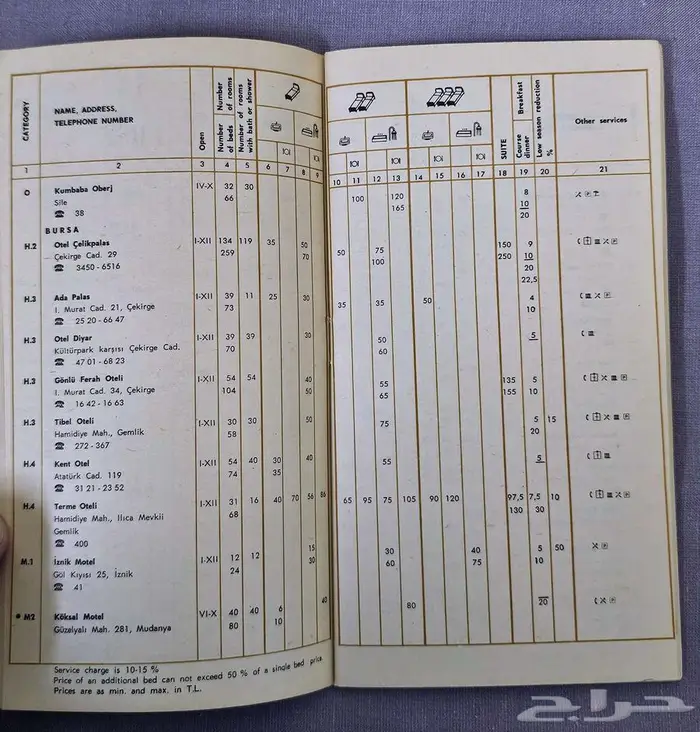 CATEGORY
NAME, ADDRESS,
TELEPHONE NUMBER
Open
Number of rooms
Number of beds
Number of rooms
with bath or shower
SUITE
Breakfast
Course
dinner
Low season reduction
%
Other services
1 2 3 4 5 6 7 8 9 10 11 12 13 14 15 16 17 18 19 20 21
O Kumbaba Oberj IV-X 32 30 100 120 8
Sile 66 165 10
☎ 38 20
BURSA
H.2 Otel Çelikpalas I-XII 134 119 35 50 50 75 150 9
Çekirge Cad. 29 259 70 100 250 10
☎ 3450 - 6516 20
22,5
H.3 Ada Palas I-XII 39 11 25 30 35 35 50 4
I. Murat Cad. 21, Çekirge 73 10
☎ 25 20 - 66 47
H.3 Otel Diyar I-XII 39 39 30 50 5
Kültürpark karşısı Çekirge Cad. 70 60
☎ 47 01 - 68 23
H.3 Gönlü Ferah Oteli I-XII 54 54 40 55 135 5
I. Murat Cad. 34, Çekirge 104 50 65 155 10
☎ 16 42 - 16 63
H.3 Tibel Oteli I-XII 30 30 50 75 5 15
Hamidiye Mah., Gemlik 58 20
☎ 272 - 367
H.4 Kent Otel I-XII 54 40 30 40 55 5
Atatürk Cad. 119 74 35
☎ 31 21 - 23 52
H.4 Terme Oteli I-XII 31 16 40 70 56 86 65 95 75 105 90 120 97,5 7,5 10
Hamidiye Mah., Ilıca Mevkii 68 130 30
Gemlik
☎ 400
M.1 İznik Motel I-XII 12 12 15 30 40 5 50
Göl Kıyısı 25, İznik 24 30 60 75 10
☎ 41
• M2 Köksal Motel VI-X 40 40 6 40 80 20
Güzelyalı Mah. 281, Mudanya 80 10
Service charge is 10-15 %
Price of an additional bed can not exceed 50 % of a single bed price
Prices are as min. and max. in T.L.
حراج